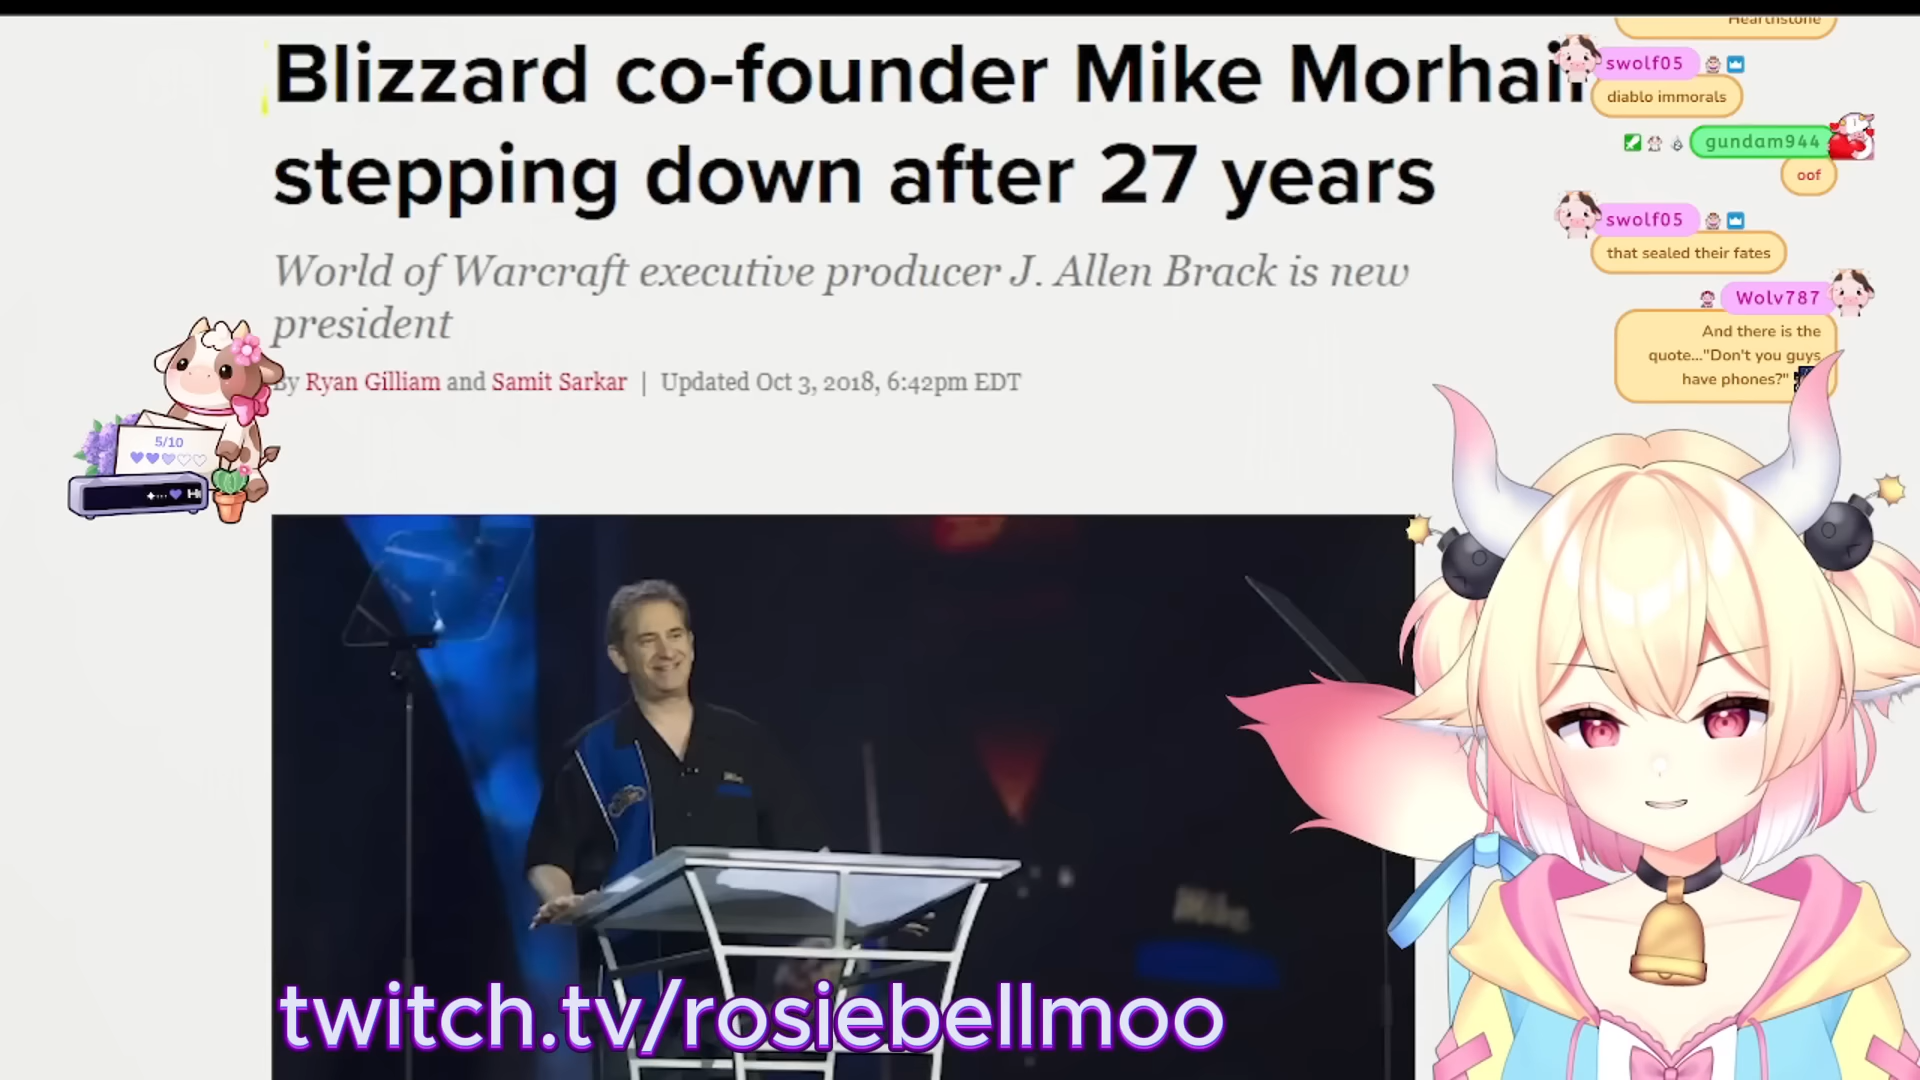 Blizzard co-founder Mike Morhai
stepping down after 27 years
World of Warcraft executive producer J. Allen Brack is new
president
By Ryan Gilliam and Samit Sarkar | Updated Oct 3, 2018, 6:42pm EDT
5/10
Hearthstone
swolf05
diablo immorals
gundam944
oof
swolf05
that sealed their fates
Wolv787
And there is the
quote..."Don't you guys
have phones?"
Mike
twitch.tv/rosiebellmoo